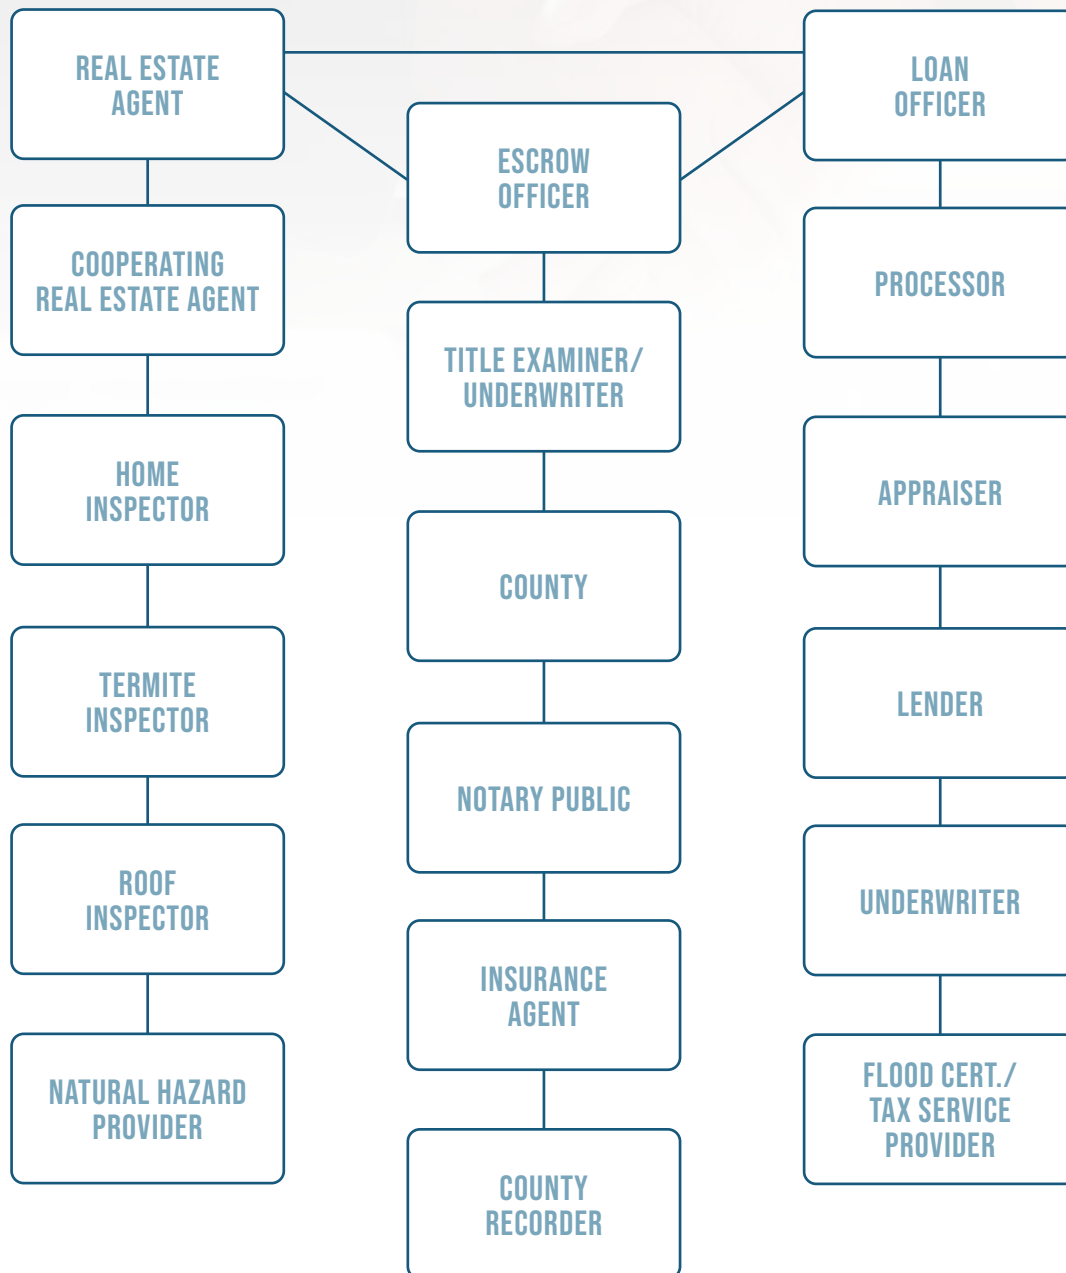 REAL ESTATE
AGENT
COOPERATING
REAL ESTATE AGENT
HOME
INSPECTOR
TERMITE
INSPECTOR
ROOF
INSPECTOR
NATURAL HAZARD
PROVIDER
ESCROW
OFFICER
TITLE EXAMINER/
UNDERWRITER
COUNTY
NOTARY PUBLIC
INSURANCE
AGENT
COUNTY
RECORDER
LOAN
OFFICER
PROCESSOR
APPRAISER
LENDER
UNDERWRITER
FLOOD CERT./
TAX SERVICE
PROVIDER